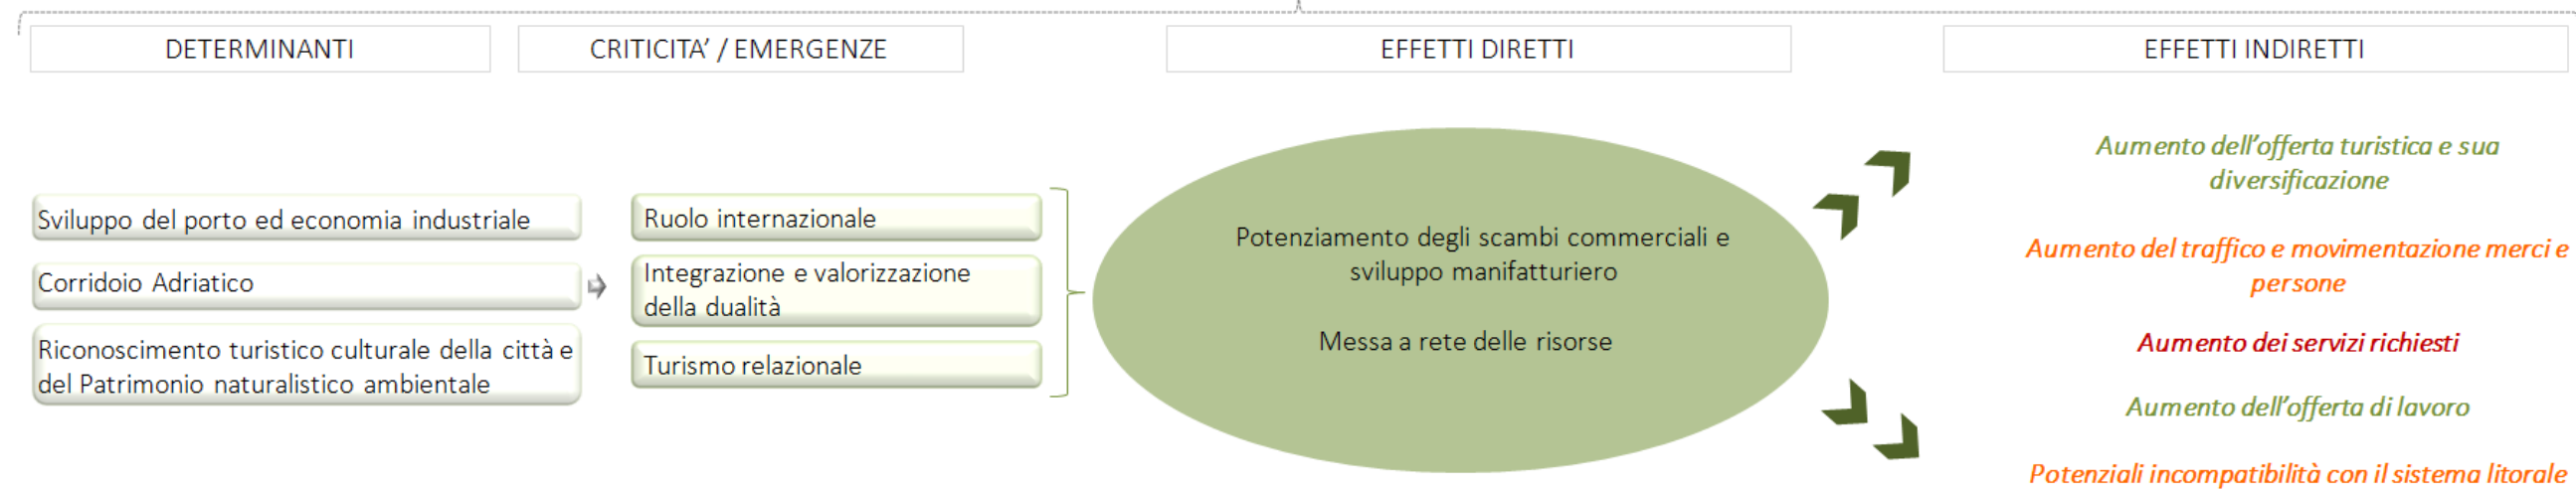 DETERMINANTI
CRITICITA’ / EMERGENZE
EFFETTI DIRETTI
EFFETTI INDIRETTI
Sviluppo del porto ed economia industriale
Corridoio Adriatico
Riconoscimento turistico culturale della città e
del Patrimonio naturalistico ambientale
Ruolo internazionale
Integrazione e valorizzazione
della dualità
Turismo relazionale
Potenziamento degli scambi commerciali e
sviluppo manifatturiero
Messa a rete delle risorse
Aumento dell’offerta turistica e sua
diversificazione
Aumento del traffico e movimentazione merci e
persone
Aumento dei servizi richiesti
Aumento dell’offerta di lavoro
Potenziali incompatibilità con il sistema litorale